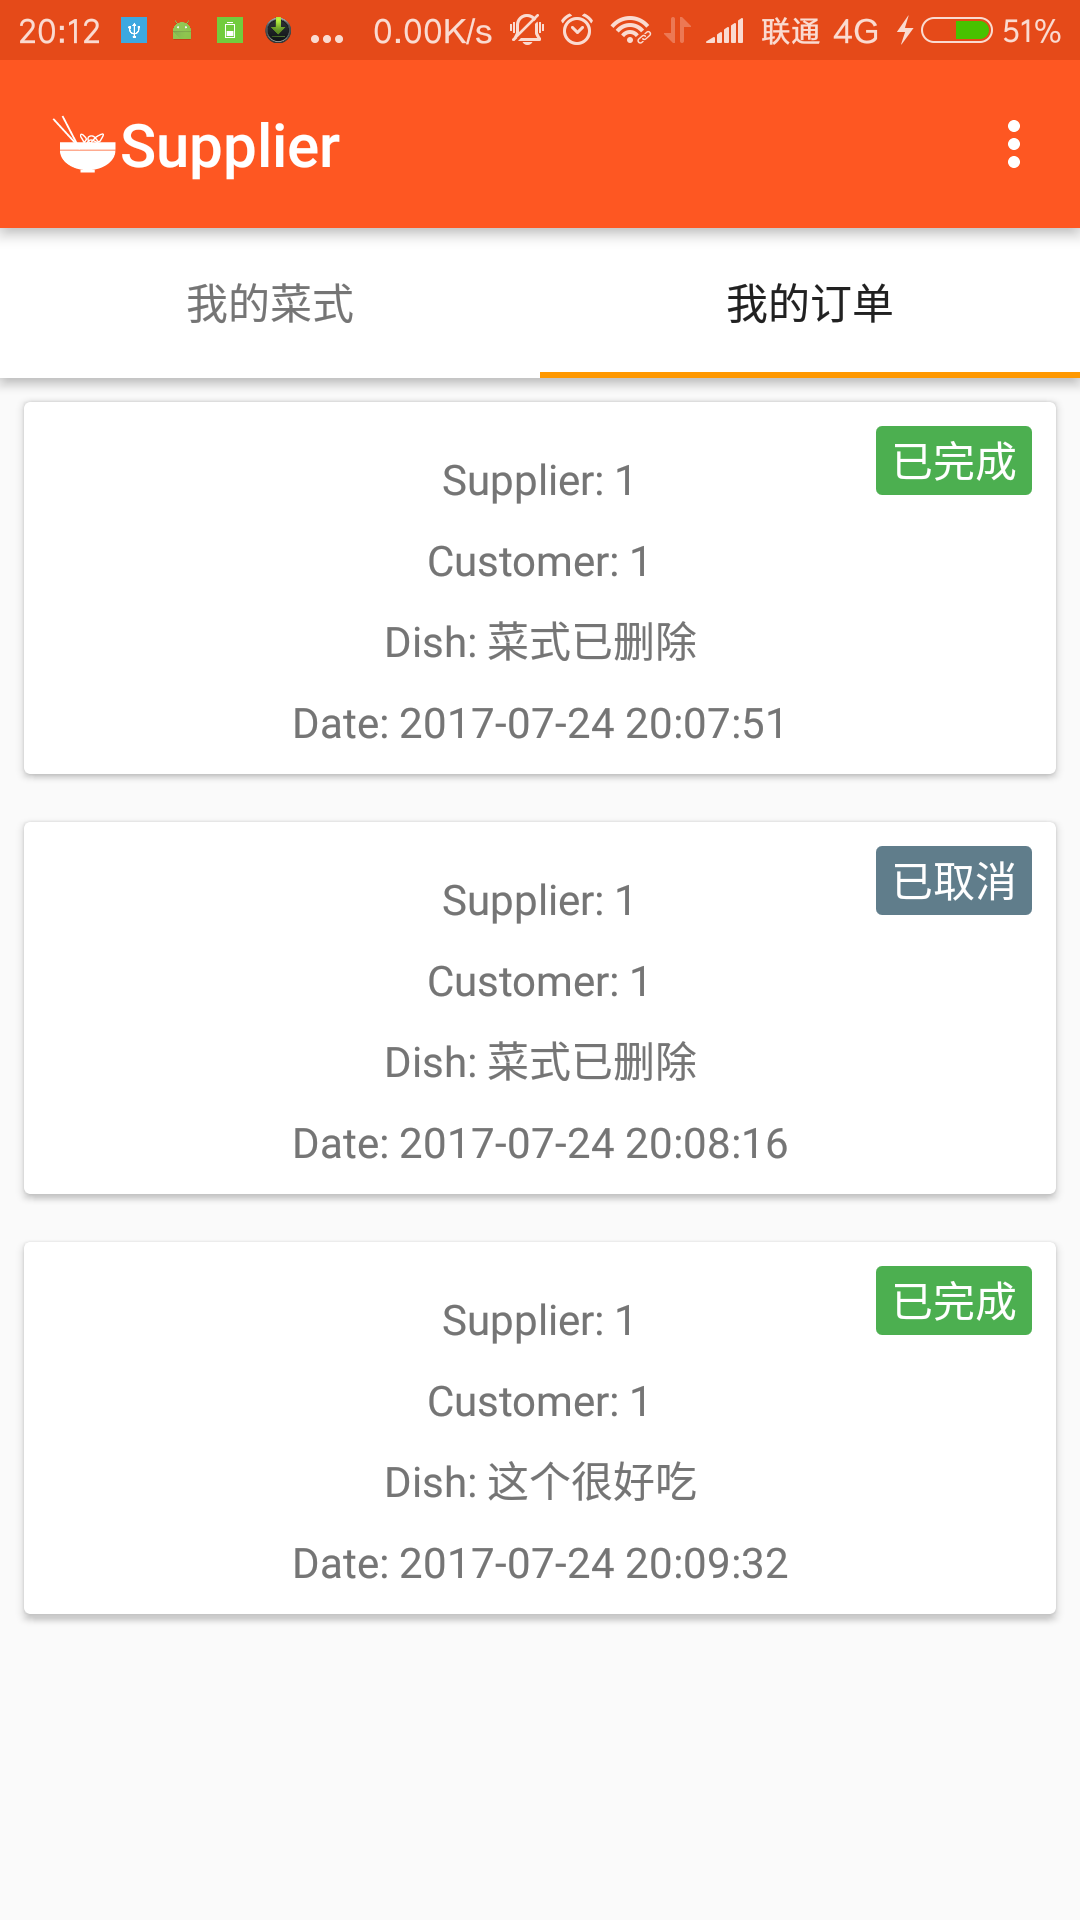 20:12 ... 0.00K/s 联通 4G 51%
Supplier
我的菜式 我的订单
已完成
Supplier: 1
Customer: 1
Dish: 菜式已删除
Date: 2017-07-24 20:07:51
已取消
Supplier: 1
Customer: 1
Dish: 菜式已删除
Date: 2017-07-24 20:08:16
已完成
Supplier: 1
Customer: 1
Dish: 这个很好吃
Date: 2017-07-24 20:09:32